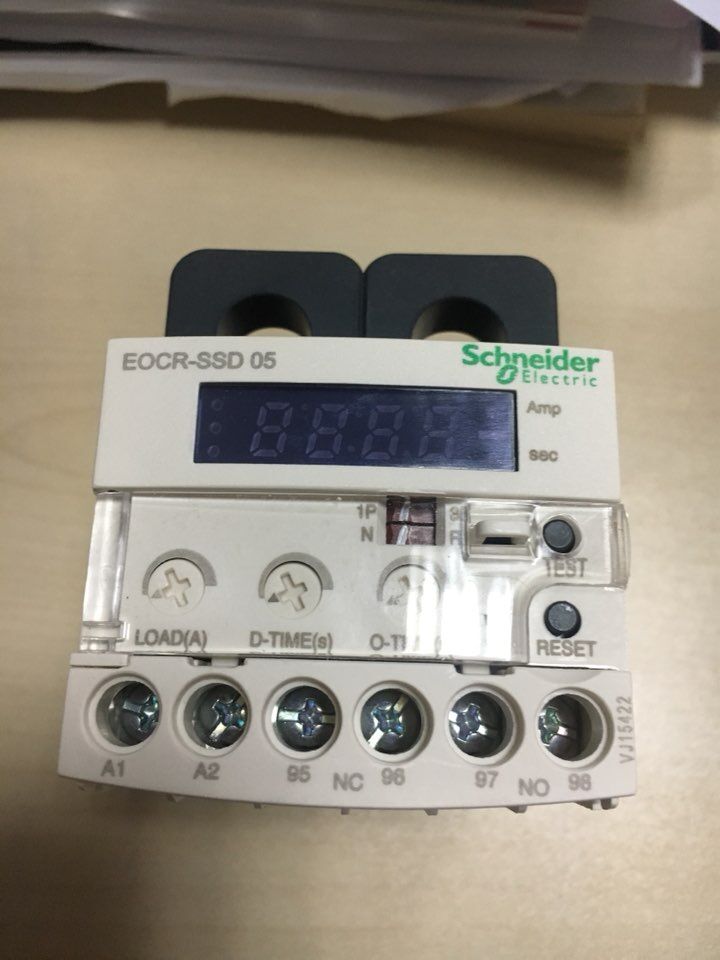 EOCR-SSD 05
Schneider
Electric
Amp
sec
1P
N
TEST
LOAD(A)
D-TIME(s)
RESET
A1
A2
95
NC
96
97
NO
98
VJ15422